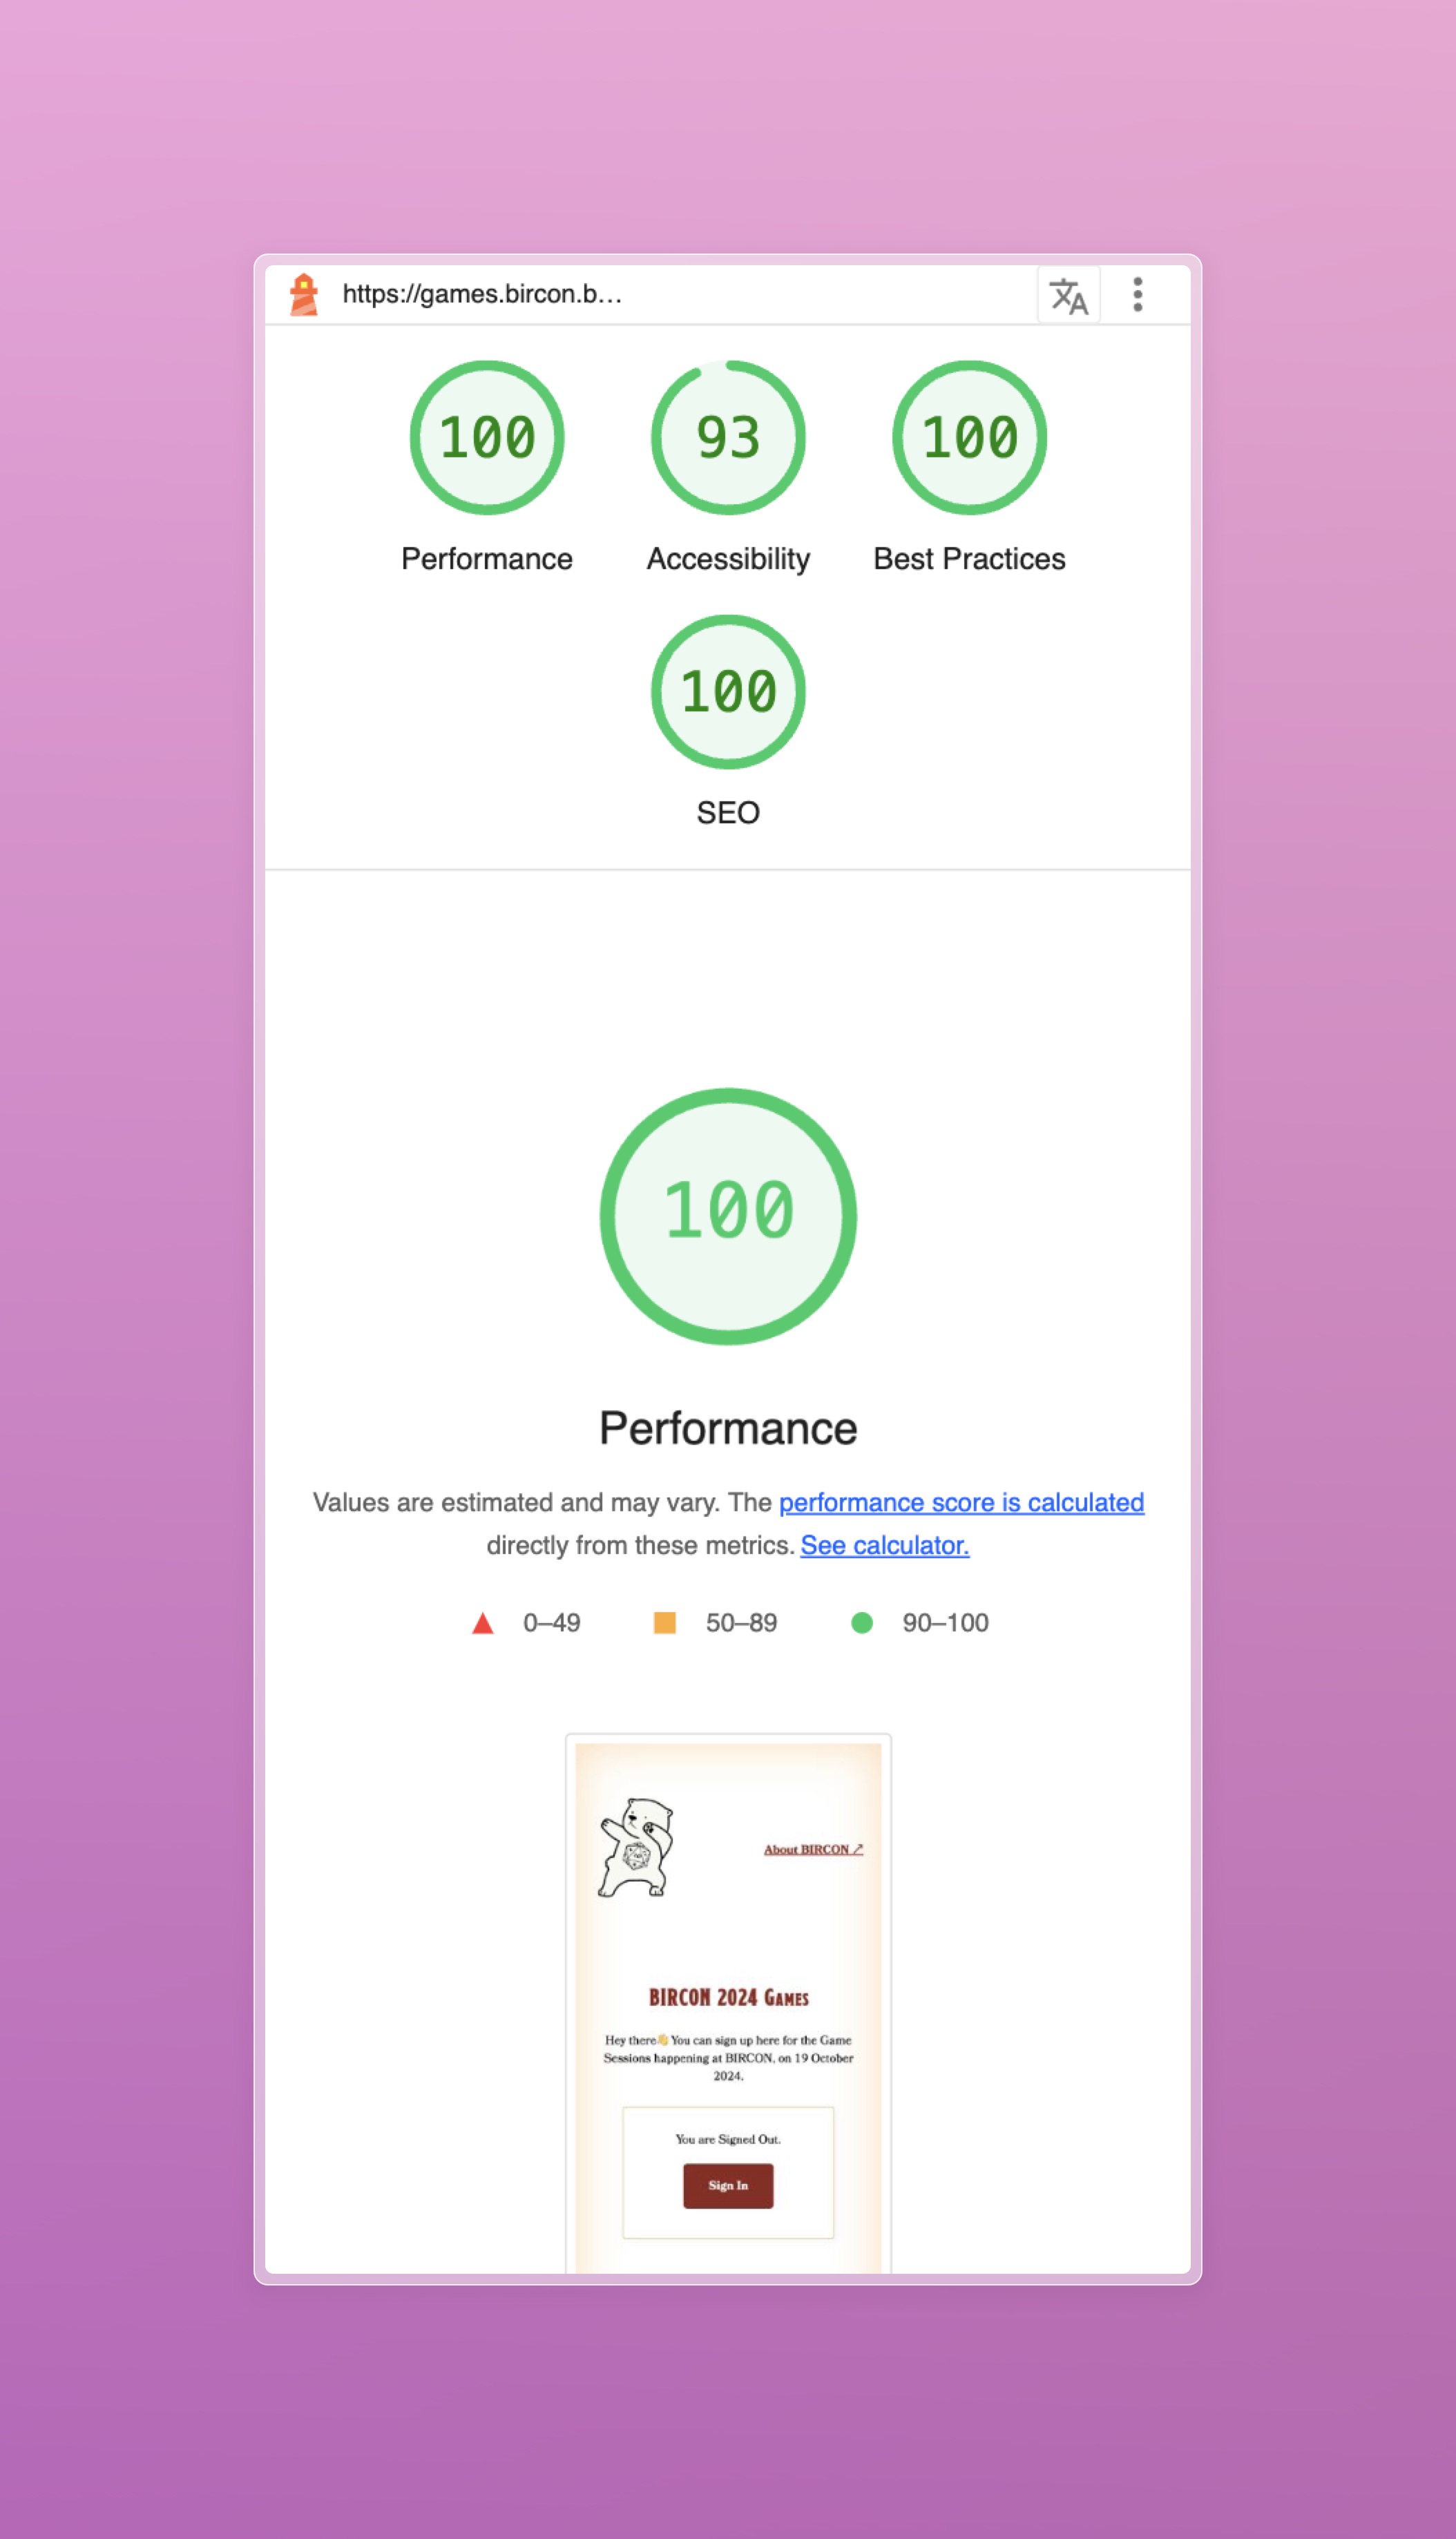 https://games.bircon.b...
100
93
100
Performance
Accessibility
Best Practices
100
SEO
100
Performance
Values are estimated and may vary. The performance score is calculated
directly from these metrics. See calculator.
0–49
50–89
90–100
About BIRCON ↗
BIRCON 2024 Games
Hey there👋 You can sign up here for the Game
Sessions happening at BIRCON, on 19 October
2024.
You are Signed Out.
Sign In